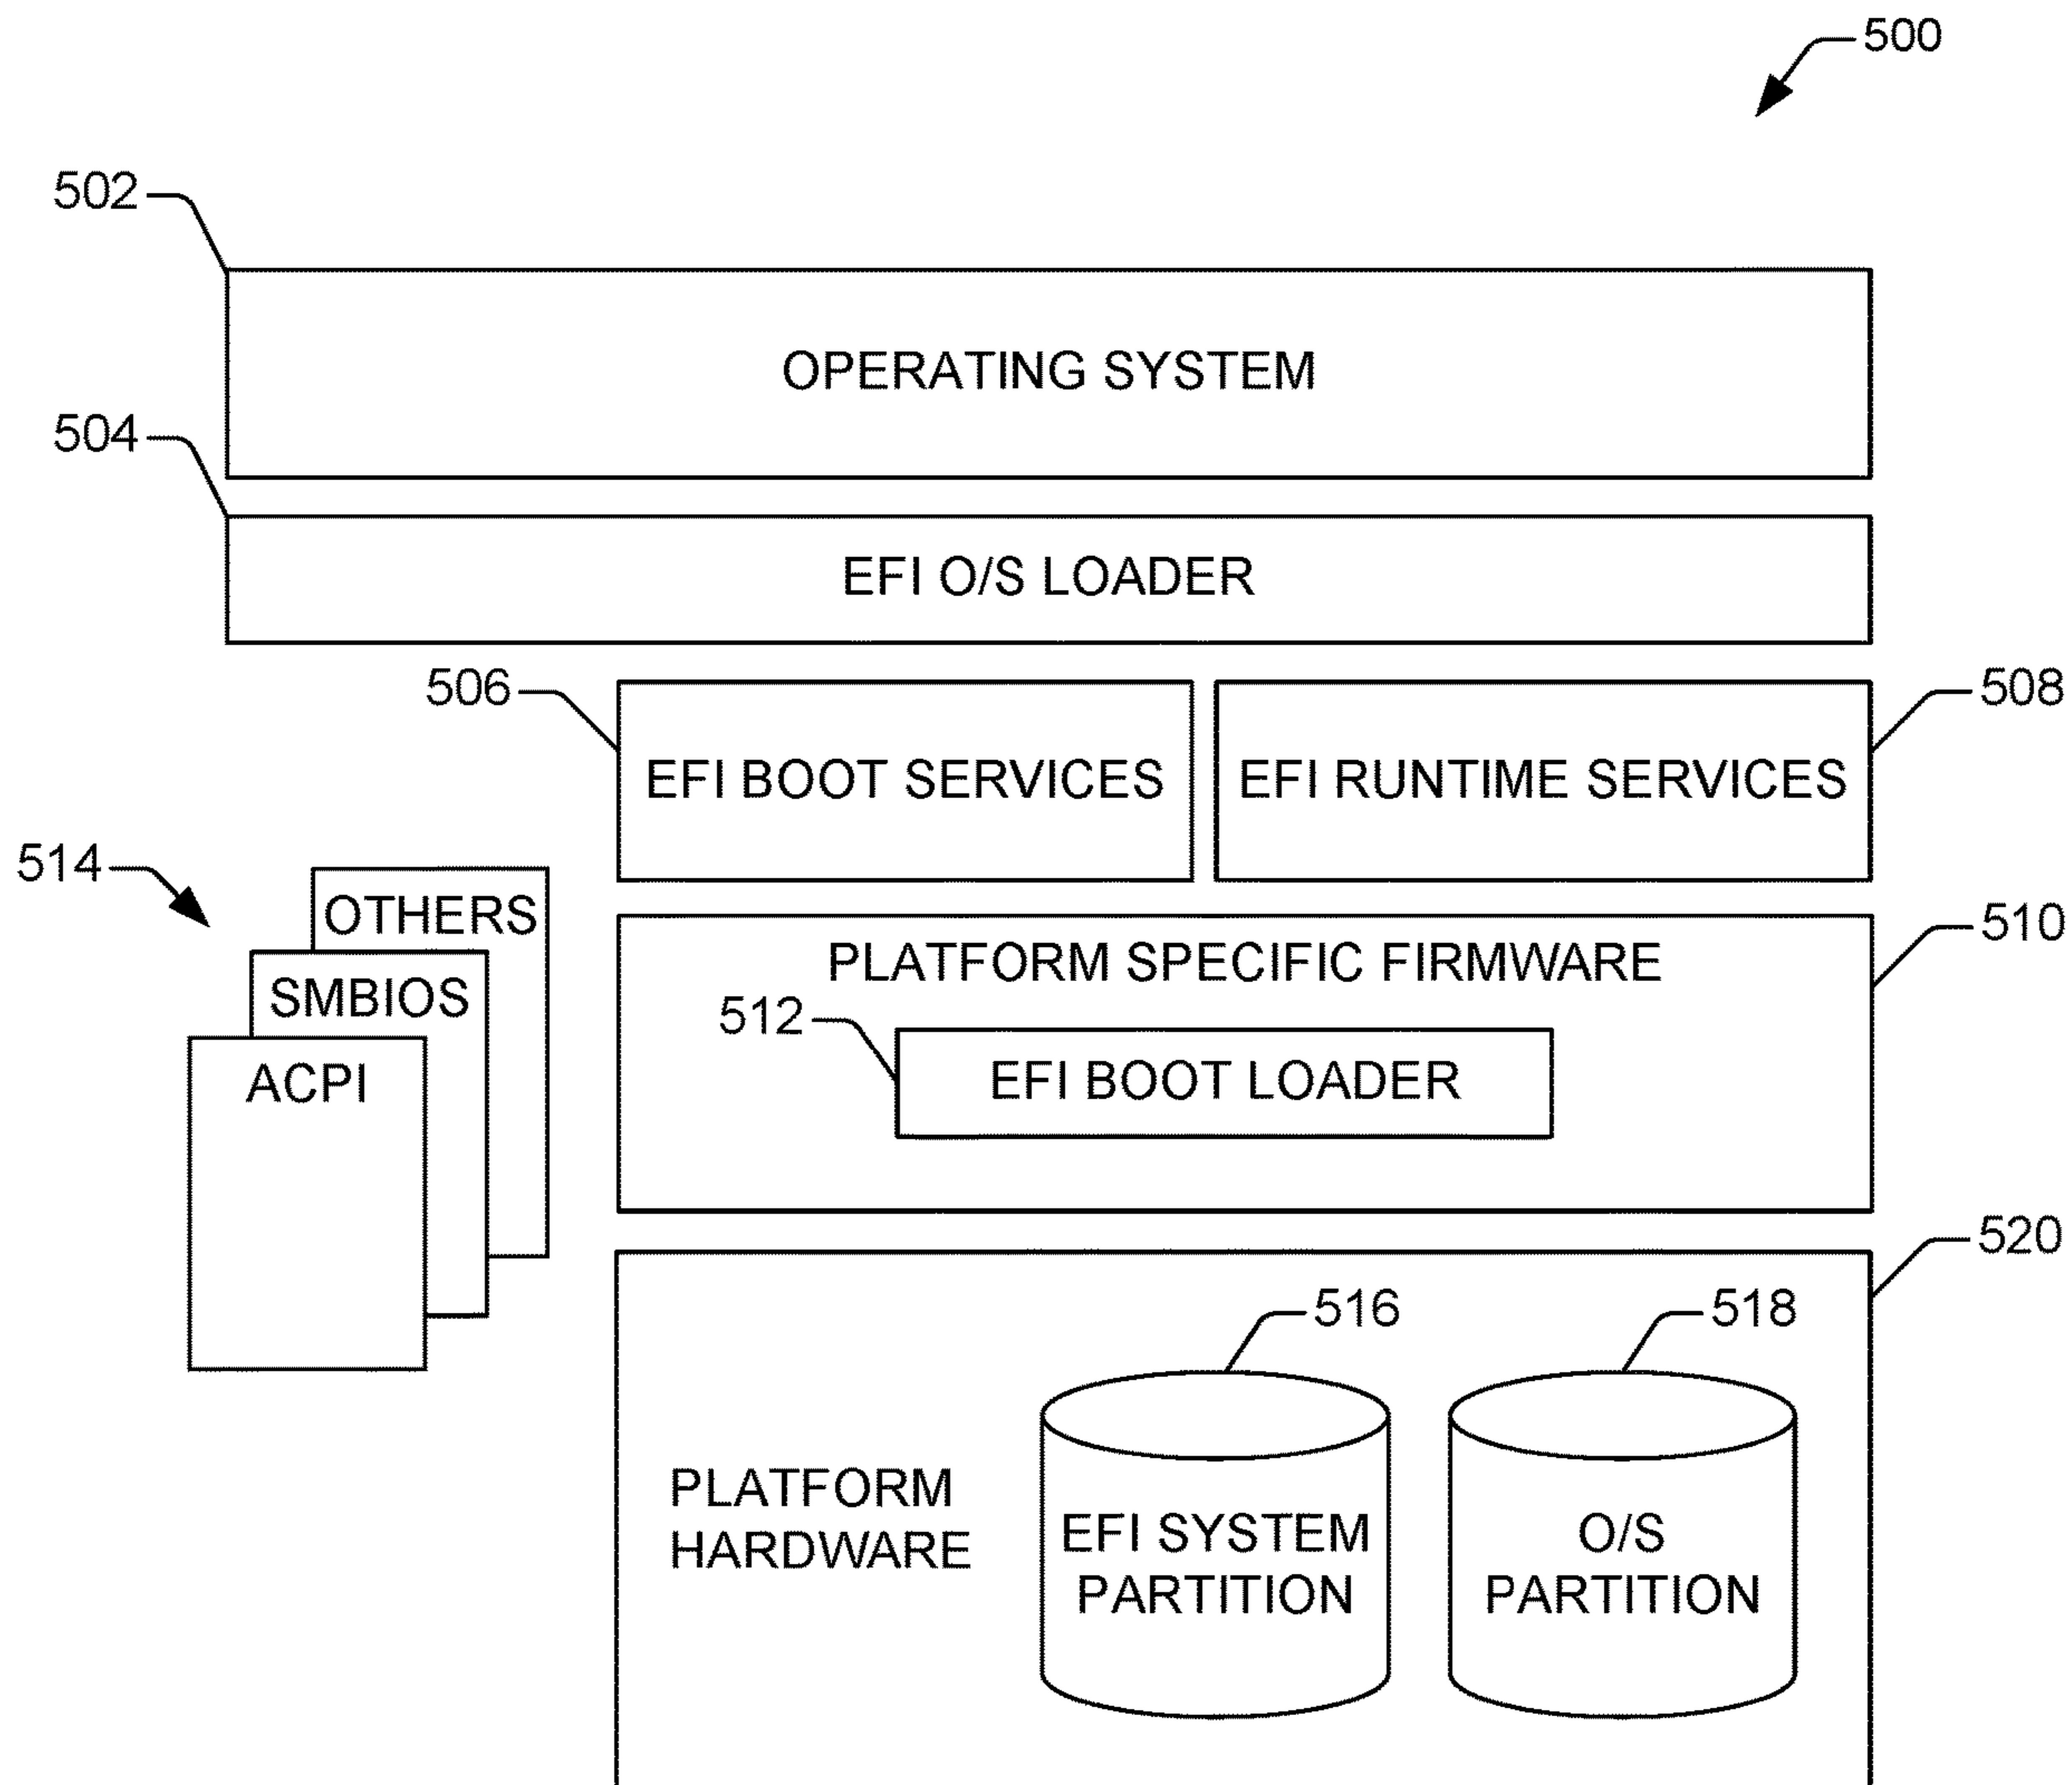 500
502
OPERATING SYSTEM
504
EFI O/S LOADER
506
508
EFI BOOT SERVICES
EFI RUNTIME SERVICES
514
OTHERS
SMBIOS
ACPI
510
PLATFORM SPECIFIC FIRMWARE
512
EFI BOOT LOADER
520
516
518
PLATFORM
HARDWARE
EFI SYSTEM
PARTITION
O/S
PARTITION